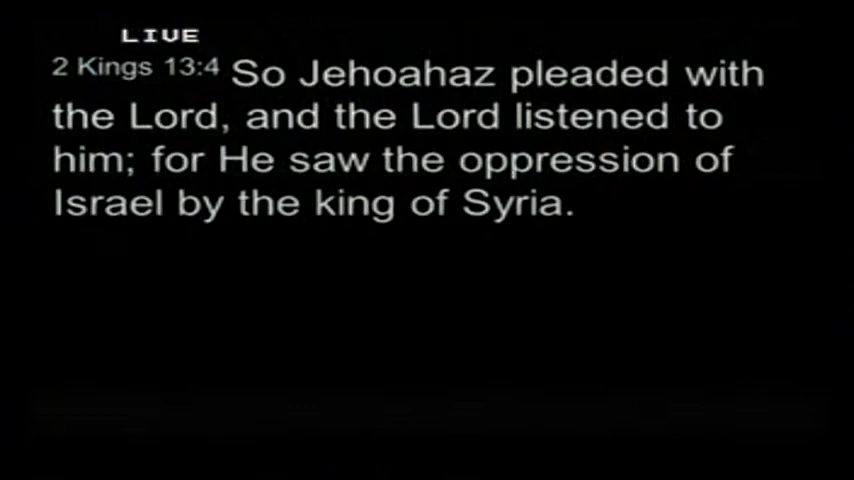 LIVE
2 Kings 13:4 So Jehoahaz pleaded with
the Lord, and the Lord listened to
him; for He saw the oppression of
Israel by the king of Syria.